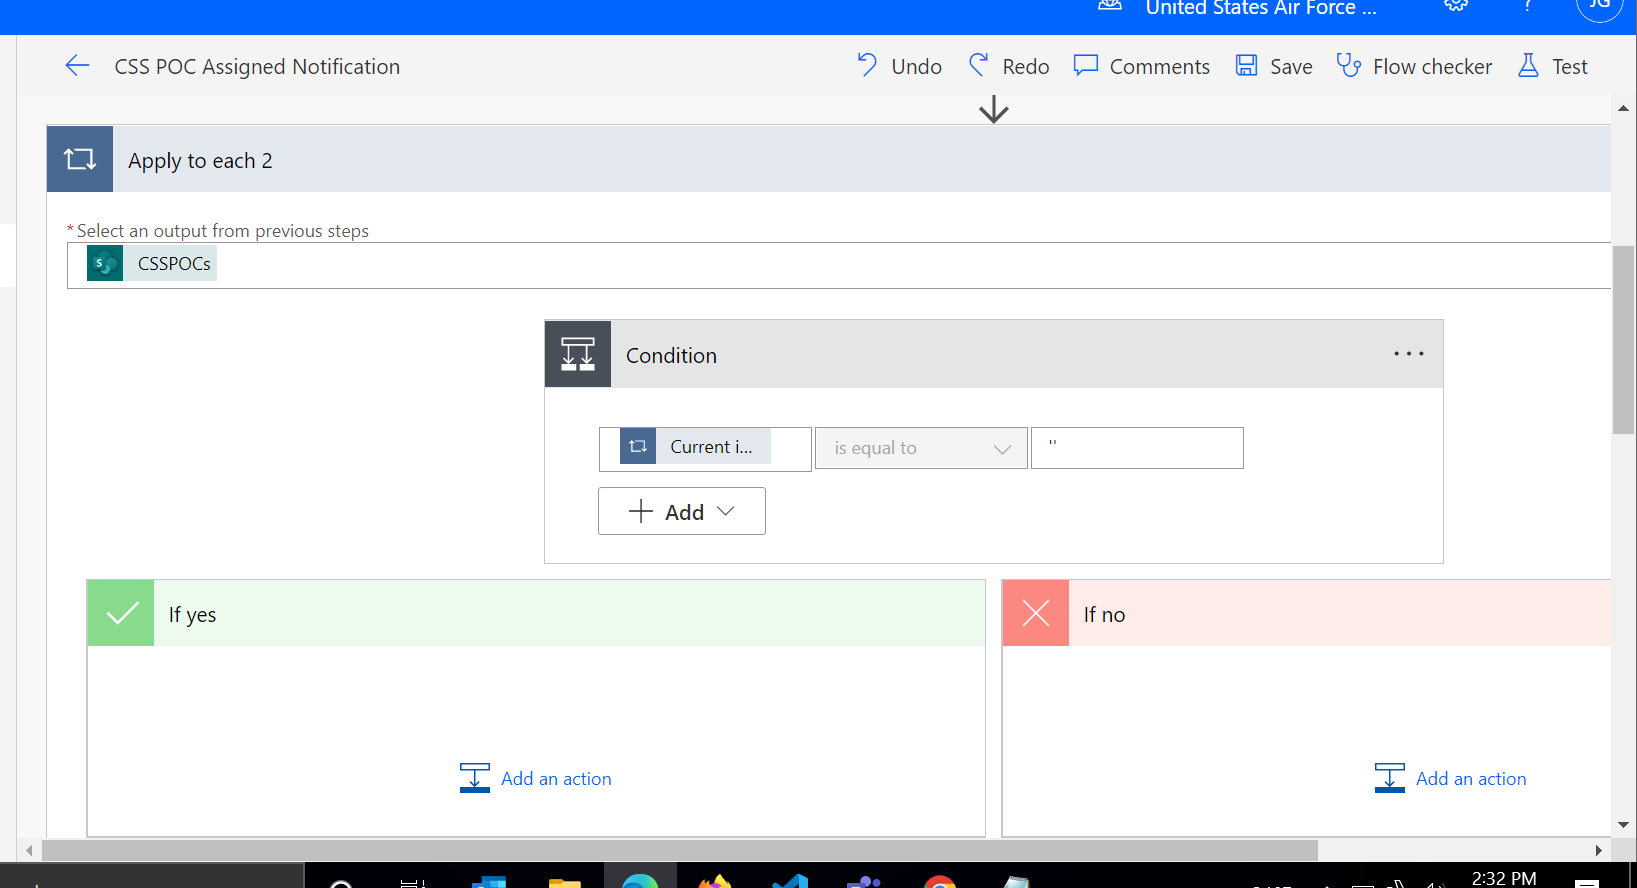 United States Air Force ...
?
JG
CSS POC Assigned Notification
Undo
Redo
Comments
Save
Flow checker
Test
Apply to each 2
* Select an output from previous steps
S
CSSPOCs
Condition
Current i...
is equal to
''
Add
If yes
If no
Add an action
Add an action
2:32 PM